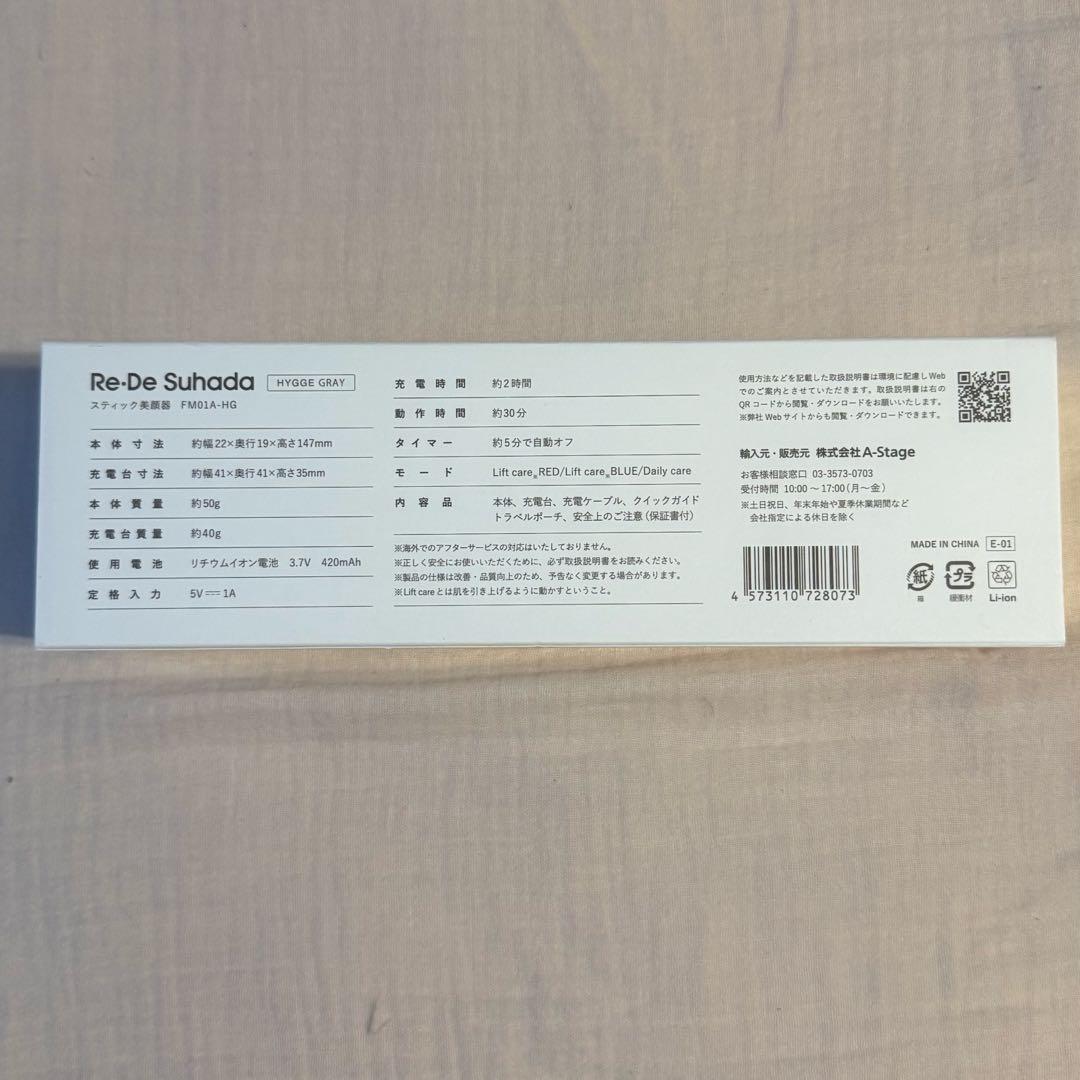 Re・De Suhada HYGGE GRAY
スティック美顔器 FM01A-HG
本体寸法 約幅22×奥行19×高さ147mm
充電台寸法 約幅41×奥行41×高さ35mm
本体質量 約50g
充電台質量 約40g
使用電池 リチウムイオン電池 3.7V 420mAh
定格入力 5V⎓1A
充電時間 約2時間
動作時間 約30分
タイマー 約5分で自動オフ
モード Lift care※RED/Lift care※BLUE/Daily care
内容品 本体、充電台、充電ケーブル、クイックガイド
トラベルポーチ、安全上のご注意(保証書付)
※海外でのアフターサービスの対応はいたしておりません。
※正しく安全にお使いいただくために、必ず取扱説明書をお読みください。
※製品の仕様は改善・品質向上のため、予告なく変更する場合があります。
※Lift careとは肌を引き上げるように動かすということ。
使用方法などを記載した取扱説明書は環境に配慮しWeb
でのご案内とさせていただきます。取扱説明書は右の
QRコードから閲覧・ダウンロードをお願いいたします。
※弊社Webサイトからも閲覧・ダウンロードできます。
輸入元・販売元 株式会社A-Stage
お客様相談窓口 03-3573-0703
受付時間 10:00~17:00(月~金)
※土日祝日、年末年始や夏季休業期間など
会社指定による休日を除く
MADE IN CHINA E-01
4 573110 728073
紙 プラ
箱 緩衝材 Li-ion